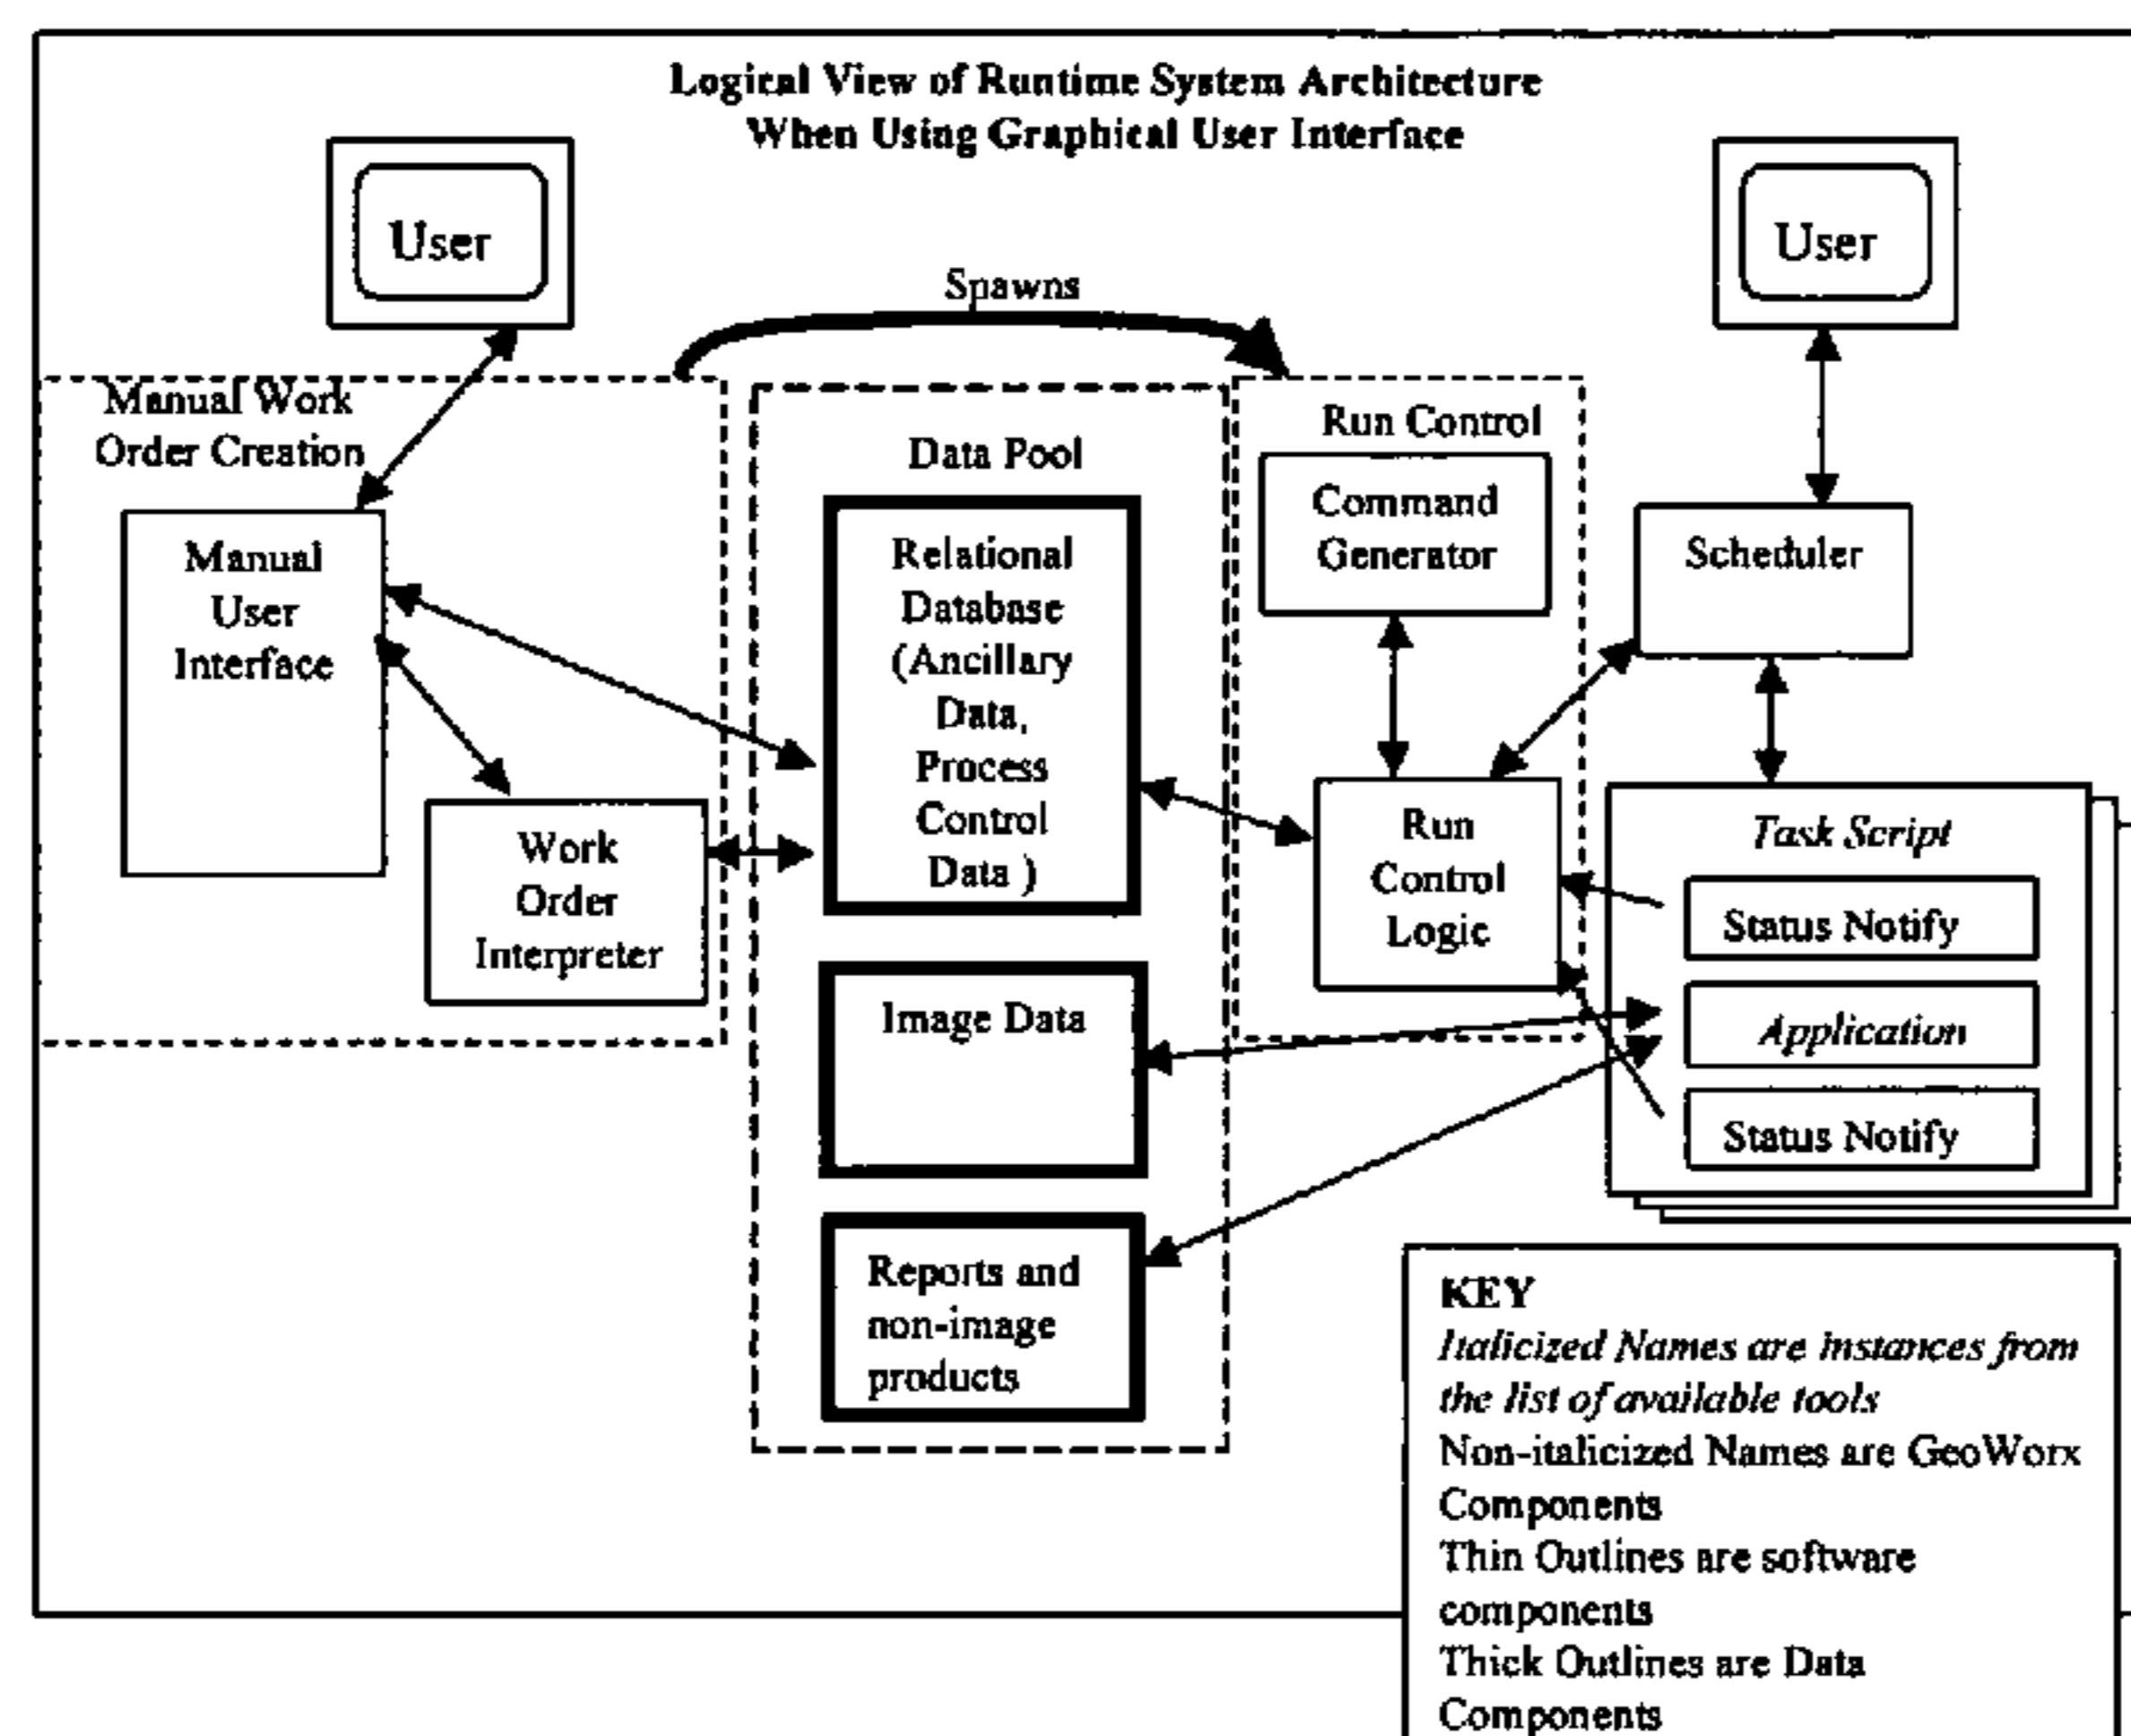 Logical View of Runtime System Architecture
When Using Graphical User Interface
User
User
Spawns
Manual Work
Order Creation
Manual
User
Interface
Work
Order
Interpreter
Data Pool
Relational
Database
(Ancillary
Data,
Process
Control
Data )
Image Data
Reports and
non-image
products
Run Control
Command
Generator
Run
Control
Logic
Scheduler
Task Script
Status Notify
Application
Status Notify
KEY
Italicized Names are instances from
the list of available tools
Non-italicized Names are GeoWorx
Components
Thin Outlines are software
components
Thick Outlines are Data
Components